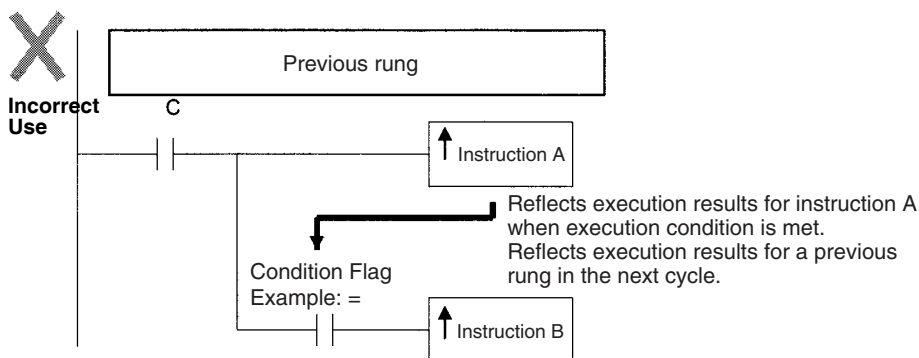 Previous rung
Incorrect
Use
C
Instruction A
Reflects execution results for instruction A
when execution condition is met.
Reflects execution results for a previous
rung in the next cycle.
Condition Flag
Example: =
Instruction B